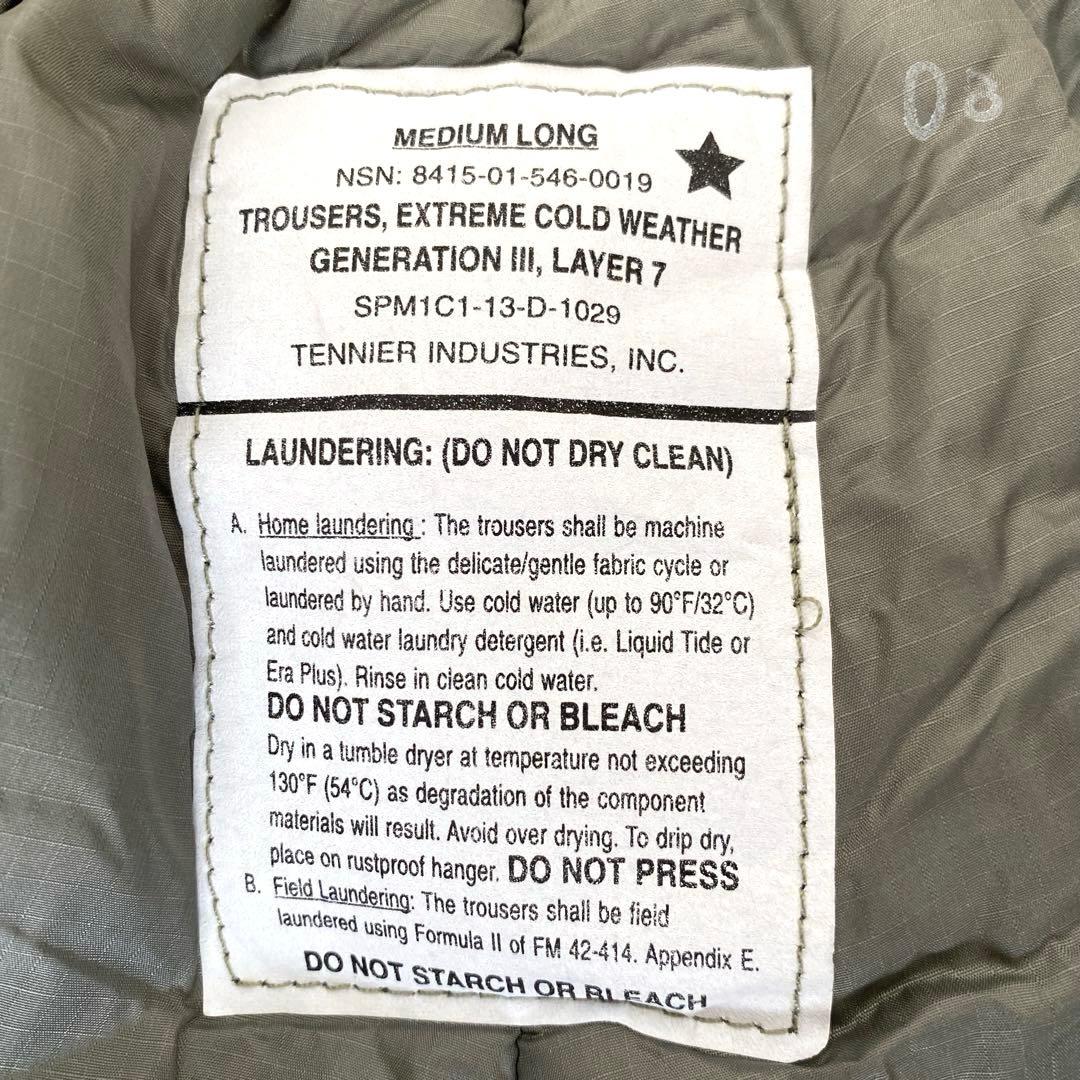 MEDIUM LONG
NSN: 8415-01-546-0019
TROUSERS, EXTREME COLD WEATHER
GENERATION III, LAYER 7
SPM1C1-13-D-1029
TENNIER INDUSTRIES, INC.
LAUNDERING: (DO NOT DRY CLEAN)
A. Home laundering : The trousers shall be machine
laundered using the delicate/gentle fabric cycle or
laundered by hand. Use cold water (up to 90°F/32°C)
and cold water laundry detergent (i.e. Liquid Tide or
Era Plus). Rinse in clean cold water.
DO NOT STARCH OR BLEACH
Dry in a tumble dryer at temperature not exceeding
130°F (54°C) as degradation of the component
materials will result. Avoid over drying. To drip dry,
place on rustproof hanger. DO NOT PRESS
B. Field Laundering: The trousers shall be field
laundered using Formula II of FM 42-414. Appendix E.
DO NOT STARCH OR BLEACH